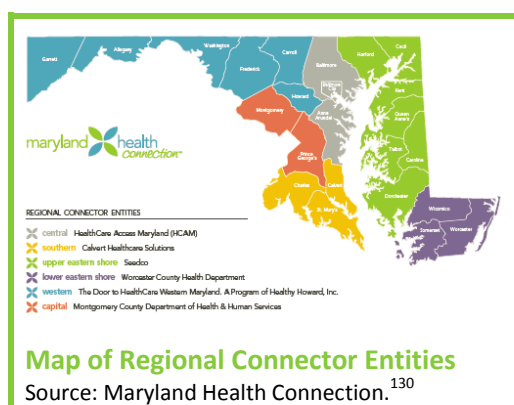 Garrett
Allegany
Washington
Frederick
Carroll
Baltimore
Harford
Cecil
Kent
Howard
Montgomery
Anne
Arundel
Queen
Anne's
Prince
George's
Talbot
Caroline
Charles
Calvert
St. Mary's
Dorchester
Wicomico
Somerset
Worcester
maryland health
connection
REGIONAL CONNECTOR ENTITIES
central HealthCare Access Maryland (HCAM)
southern Calvert Healthcare Solutions
upper eastern shore Seedco
lower eastern shore Worcester County Health Department
western The Door to HealthCare Western Maryland. A Program of Healthy Howard, Inc.
capital Montgomery County Department of Health & Human Services
Map of Regional Connector Entities
Source: Maryland Health Connection.130